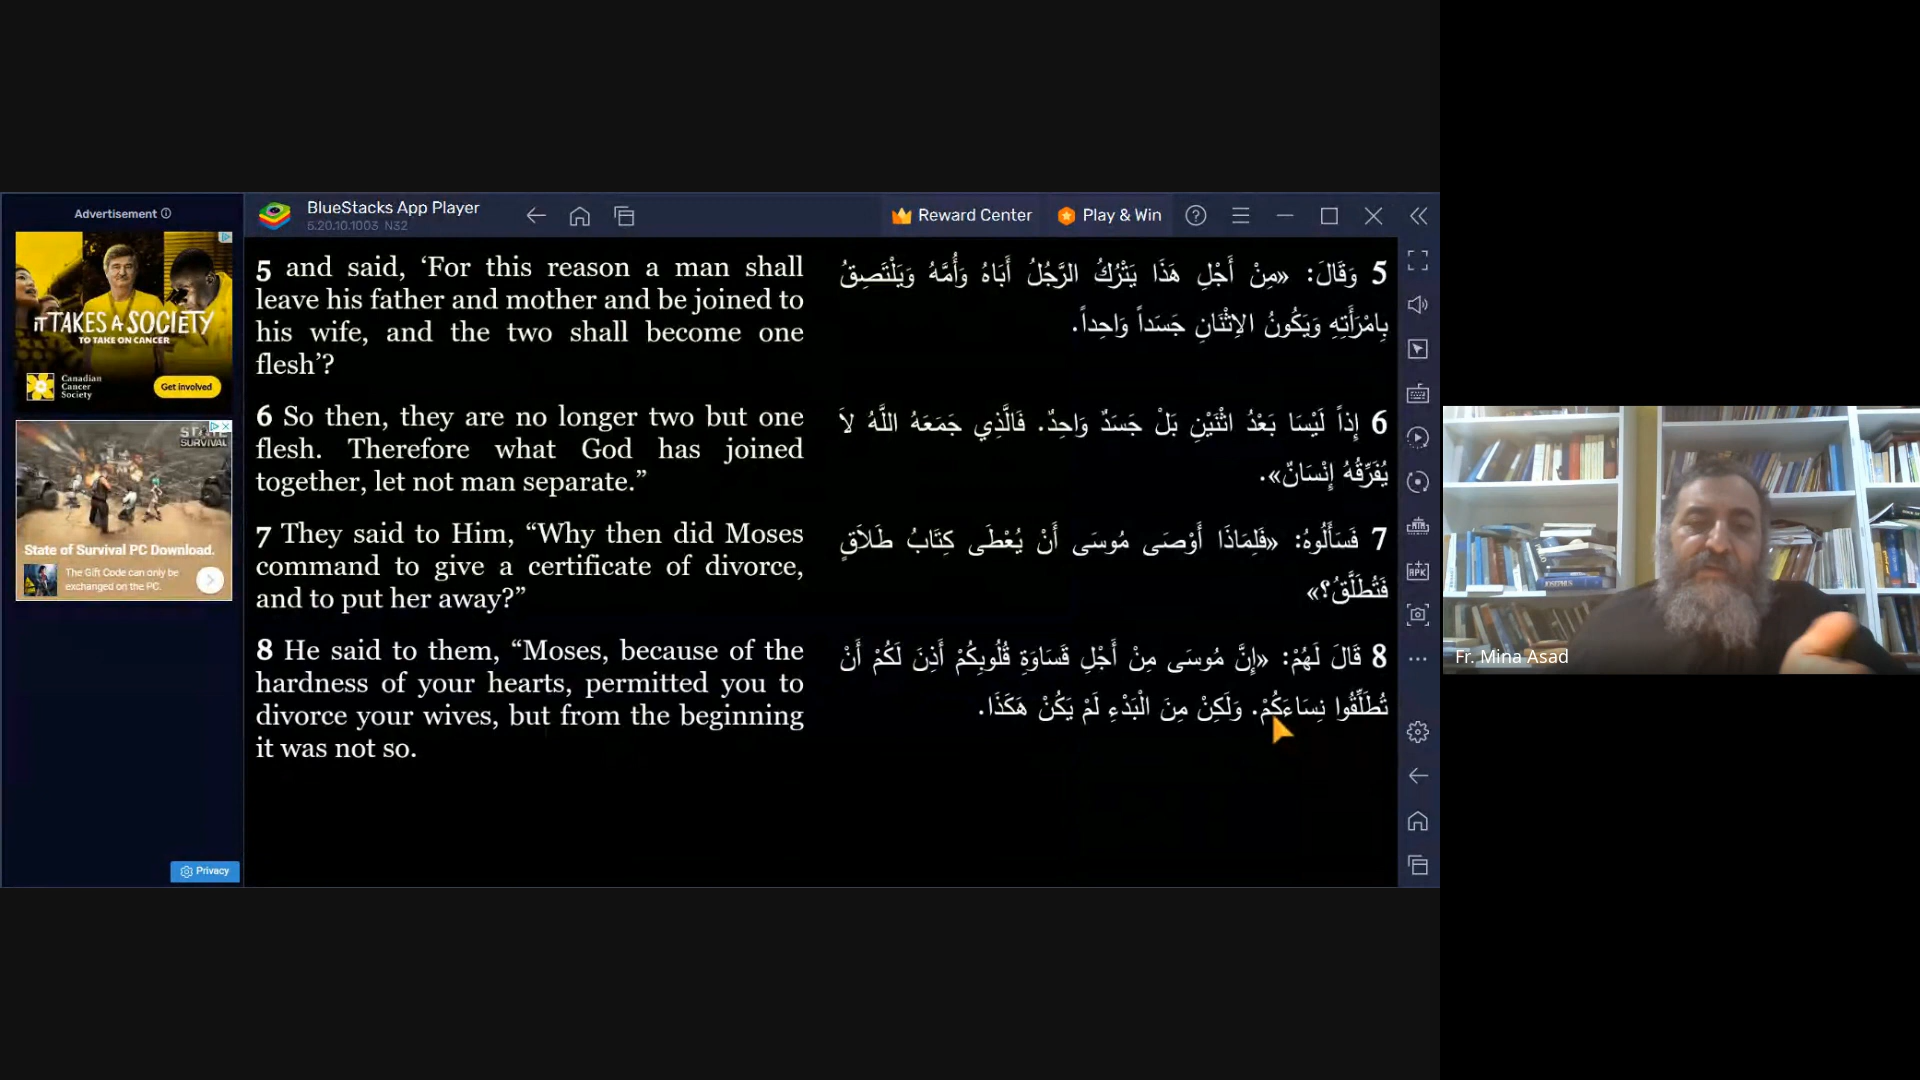 Advertisement
IT TAKES A SOCIETY
TO TAKE ON CANCER
Canadian
Cancer
Society
Get involved
STATE OF
SURVIVAL
State of Survival PC Download.
The Gift Code can only be
exchanged on the PC.
Privacy
BlueStacks App Player
5.20.10.1003 N32
Reward Center
Play & Win
5 and said, ‘For this reason a man shall
leave his father and mother and be joined to
his wife, and the two shall become one
flesh’?
6 So then, they are no longer two but one
flesh. Therefore what God has joined
together, let not man separate.”
7 They said to Him, “Why then did Moses
command to give a certificate of divorce,
and to put her away?”
8 He said to them, “Moses, because of the
hardness of your hearts, permitted you to
divorce your wives, but from the beginning
it was not so.
5 وَقَالَ: «مِنْ أَجْلِ هَذَا يَتْرُكُ الرَّجُلُ أَبَاهُ وَأُمَّهُ وَيَلْتَصِقُ
بِامْرَأَتِهِ وَيَكُونُ الاِثْنَانِ جَسَداً وَاحِداً.
6 إِذاً لَيْسَا بَعْدُ اثْنَيْنِ بَلْ جَسَدٌ وَاحِدٌ. فَالَّذِي جَمَعَهُ اللَّهُ لاَ
يُفَرِّقُهُ إِنْسَانٌ».
7 فَسَأَلُوهُ: «فَلِمَاذَا أَوْصَى مُوسَى أَنْ يُعْطَى كِتَابُ طَلاَقٍ
فَتُطَلَّقُ؟»
8 قَالَ لَهُمْ: «إِنَّ مُوسَى مِنْ أَجْلِ قَسَاوَةِ قُلُوبِكُمْ أَذِنَ لَكُمْ أَنْ
تُطَلِّقُوا نِسَاءَكُمْ. وَلَكِنْ مِنَ الْبَدْءِ لَمْ يَكُنْ هَكَذَا.
Fr. Mina Asad